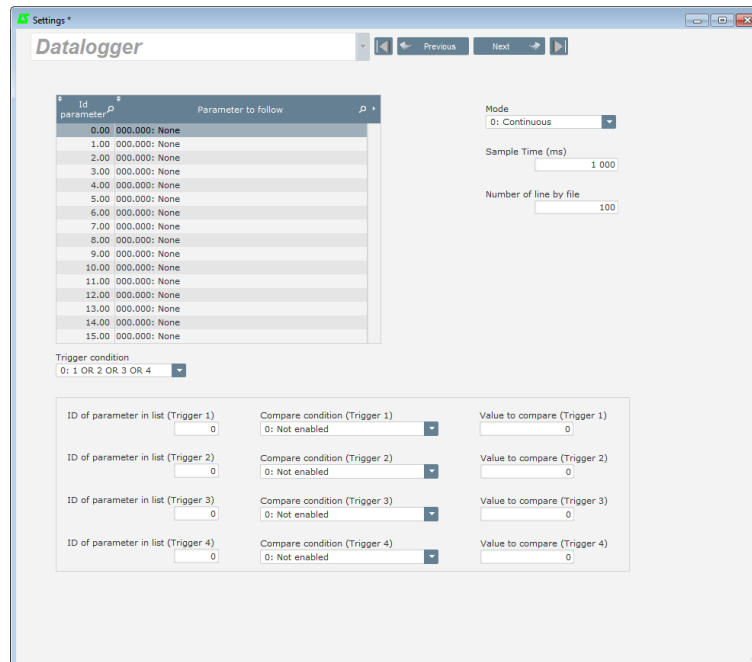 Settings *
Datalogger
Previous
Next
Id parameter
Parameter to follow
0.00 000.000: None
1.00 000.000: None
2.00 000.000: None
3.00 000.000: None
4.00 000.000: None
5.00 000.000: None
6.00 000.000: None
7.00 000.000: None
8.00 000.000: None
9.00 000.000: None
10.00 000.000: None
11.00 000.000: None
12.00 000.000: None
13.00 000.000: None
14.00 000.000: None
15.00 000.000: None
Mode
0: Continuous
Sample Time (ms)
1 000
Number of line by file
100
Trigger condition
0: 1 OR 2 OR 3 OR 4
ID of parameter in list (Trigger 1)
0
Compare condition (Trigger 1)
0: Not enabled
Value to compare (Trigger 1)
0
ID of parameter in list (Trigger 2)
0
Compare condition (Trigger 2)
0: Not enabled
Value to compare (Trigger 2)
0
ID of parameter in list (Trigger 3)
0
Compare condition (Trigger 3)
0: Not enabled
Value to compare (Trigger 3)
0
ID of parameter in list (Trigger 4)
0
Compare condition (Trigger 4)
0: Not enabled
Value to compare (Trigger 4)
0